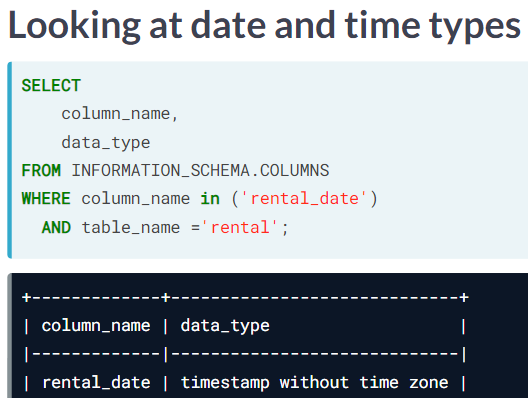 Looking at date and time types
SELECT
    column_name,
    data_type
FROM INFORMATION_SCHEMA.COLUMNS
WHERE column_name in ('rental_date')
  AND table_name ='rental';
+-------------+-----------------------------+
| column_name | data_type                   |
|-------------|-----------------------------|
| rental_date | timestamp without time zone |